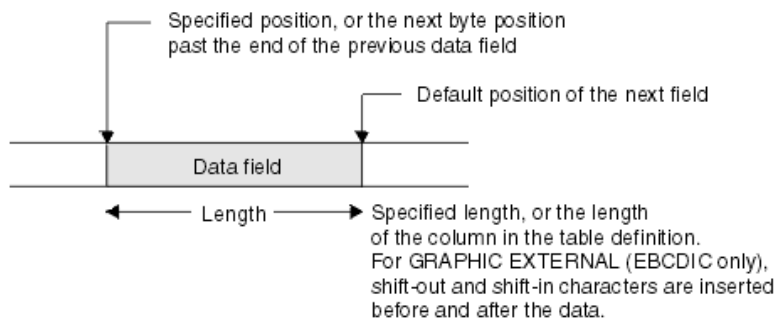 Specified position, or the next byte position
past the end of the previous data field
Default position of the next field
Data field
Length
Specified length, or the length
of the column in the table definition.
For GRAPHIC EXTERNAL (EBCDIC only),
shift-out and shift-in characters are inserted
before and after the data.